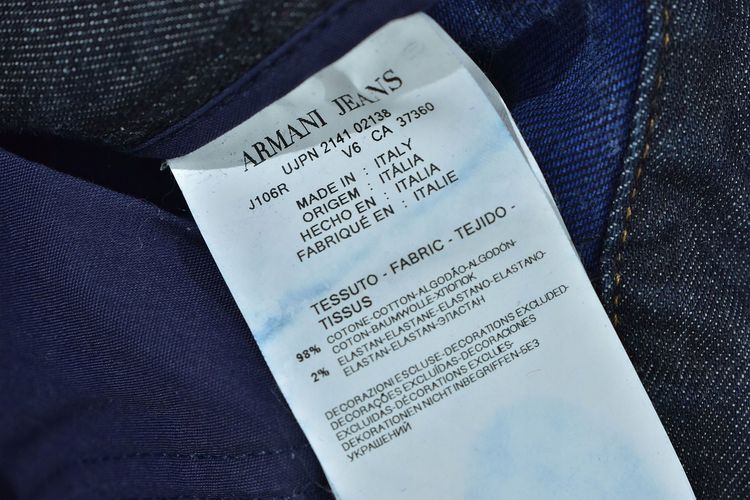 ARMANI JEANS
UJPN 2141 02138
J106R V6 CA 37360
MADE IN : ITALY
ORIGEM : ITÁLIA
HECHO EN : ITALIA
FABRIQUÉ EN : ITALIE
TESSUTO - FABRIC - TEJIDO -
TISSUS
98% COTONE-COTTON-ALGODÃO-ALGODÓN-
COTON-BAUMWOLLE-ХЛОПОК
2% ELASTAN-ELASTANE-ELASTANO-ELASTANO-
ELASTAN-ELASTAN-ЭЛАСТАН
DECORAZIONI ESCLUSE-DECORATIONS EXCLUDED-
DECORAÇÕES EXCLUÍDAS-DECORACIONES
EXCLUIDAS-DÉCORATIONS EXCLUES-
DEKORATIONEN NICHT INBEGRIFFEN-БЕЗ
УКРАШЕНИЙ